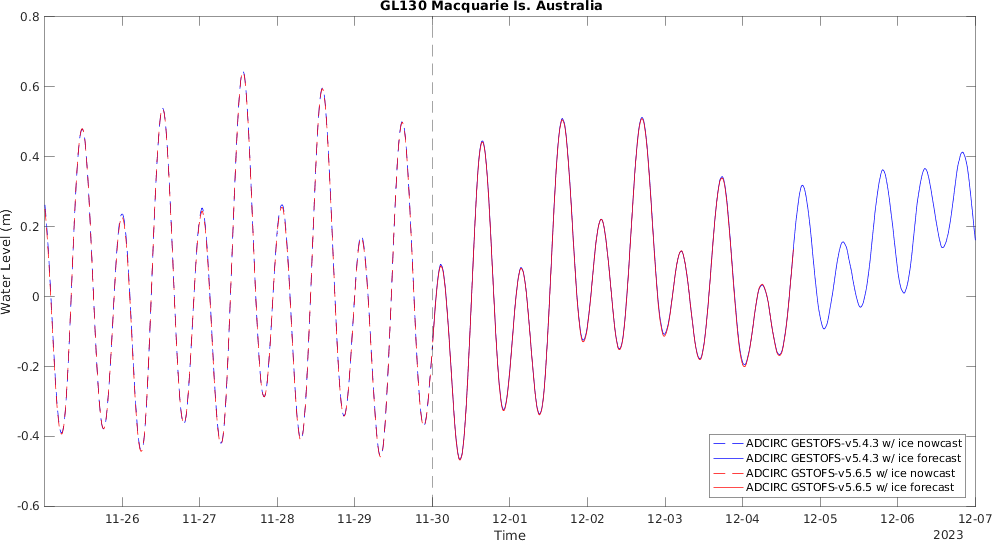 GL130 Macquarie Is. Australia
0.8
0.6
0.4
0.2
0
-0.2
-0.4
-0.6
Water Level (m)
ADCIRC GESTOFS-v5.4.3 w/ ice nowcast
ADCIRC GESTOFS-v5.4.3 w/ ice forecast
ADCIRC GSTOFS-v5.6.5 w/ ice nowcast
ADCIRC GSTOFS-v5.6.5 w/ ice forecast
11-26 11-27 11-28 11-29 11-30 12-01 12-02 12-03 12-04 12-05 12-06 12-07
Time
2023